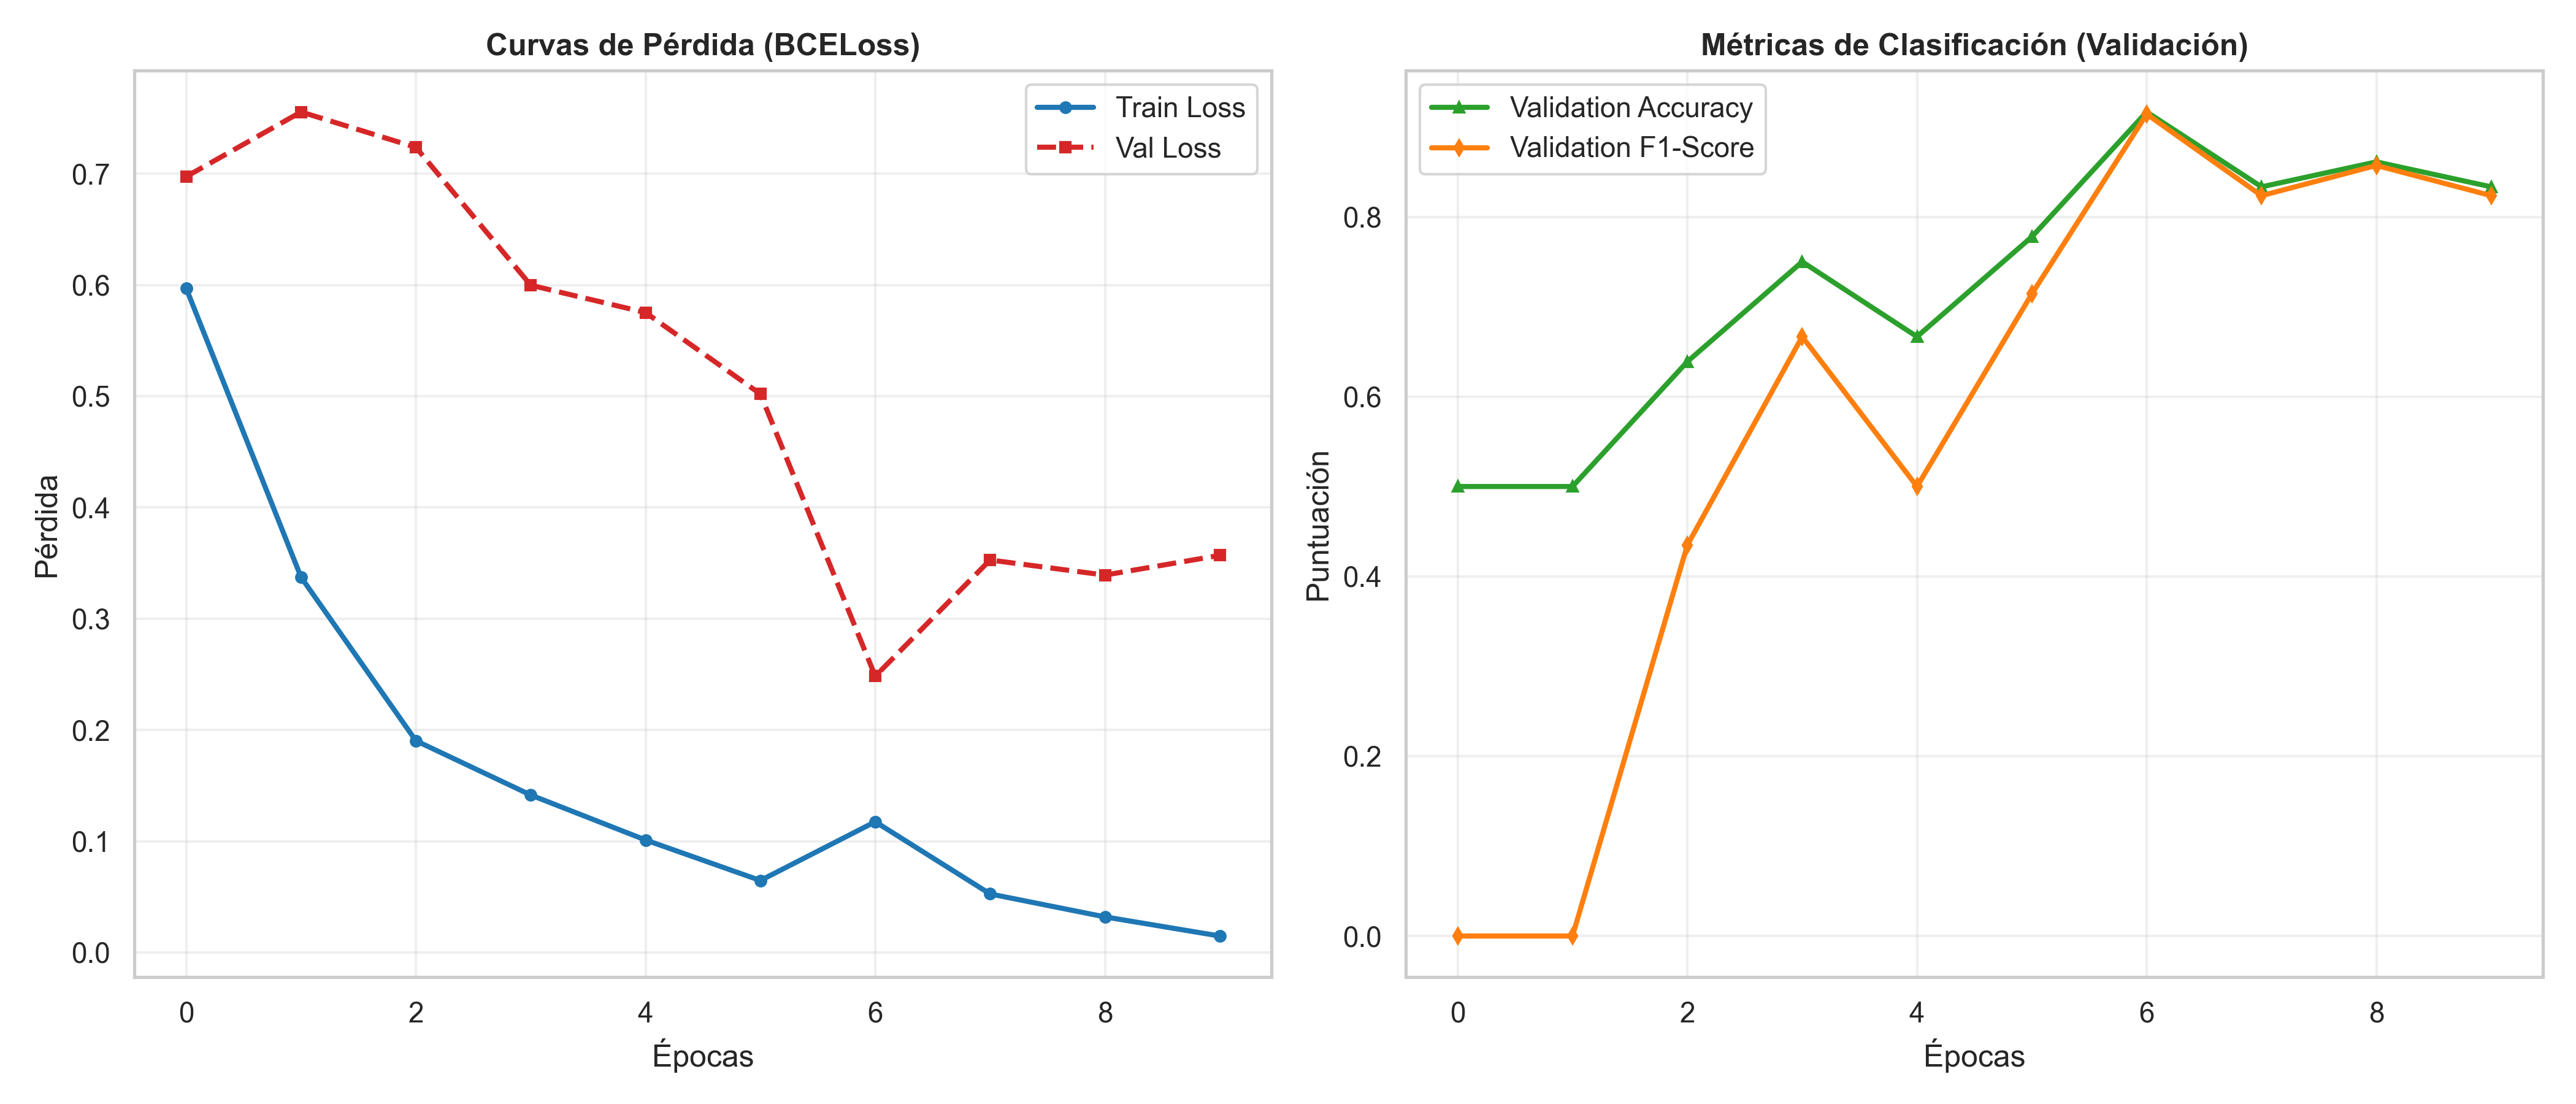 Curvas de Pérdida (BCELoss)
Train Loss
Val Loss
Pérdida
0.7
0.6
0.5
0.4
0.3
0.2
0.1
0.0
0 2 4 6 8
Épocas
Métricas de Clasificación (Validación)
Validation Accuracy
Validation F1-Score
Puntuación
0.8
0.6
0.4
0.2
0.0
0 2 4 6 8
Épocas